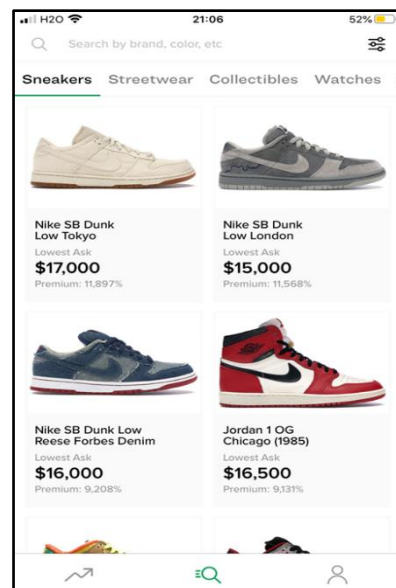 H2O 21:06 52%
Search by brand, color, etc
Sneakers Streetwear Collectibles Watches
Nike SB Dunk
Low Tokyo
Lowest Ask
$17,000
Premium: 11,897%
Nike SB Dunk
Low London
Lowest Ask
$15,000
Premium: 11,568%
Nike SB Dunk Low
Reese Forbes Denim
Lowest Ask
$16,000
Premium: 9,208%
Jordan 1 OG
Chicago (1985)
Lowest Ask
$16,500
Premium: 9,131%